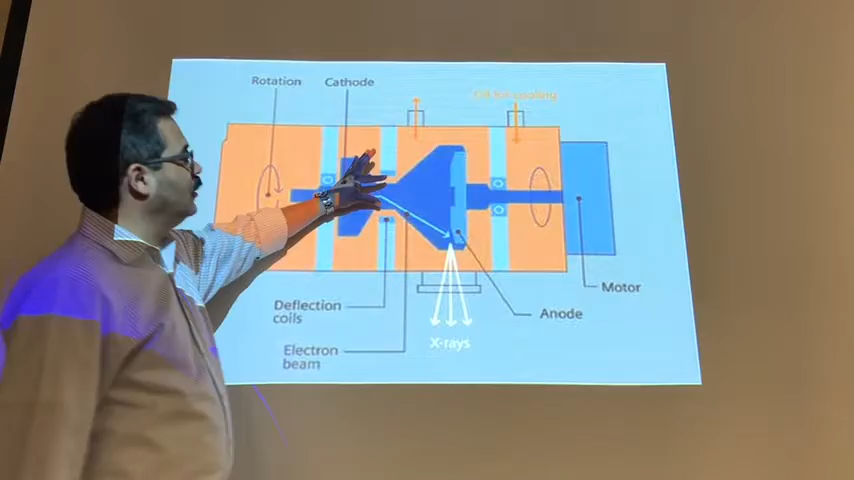 Rotation
Cathode
Oil for cooling
Motor
Deflection
coils
Anode
Electron
beam
X-rays